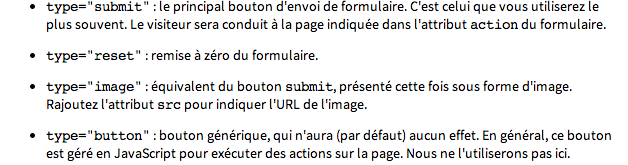 • type="submit" : le principal bouton d'envoi de formulaire. C'est celui que vous utiliserez le
plus souvent. Le visiteur sera conduit à la page indiquée dans l'attribut action du formulaire.
• type="reset" : remise à zéro du formulaire.
• type="image" : équivalent du bouton submit, présenté cette fois sous forme d'image.
Rajoutez l'attribut src pour indiquer l'URL de l'image.
• type="button" : bouton générique, qui n'aura (par défaut) aucun effet. En général, ce bouton
est géré en JavaScript pour exécuter des actions sur la page. Nous ne l'utiliserons pas ici.